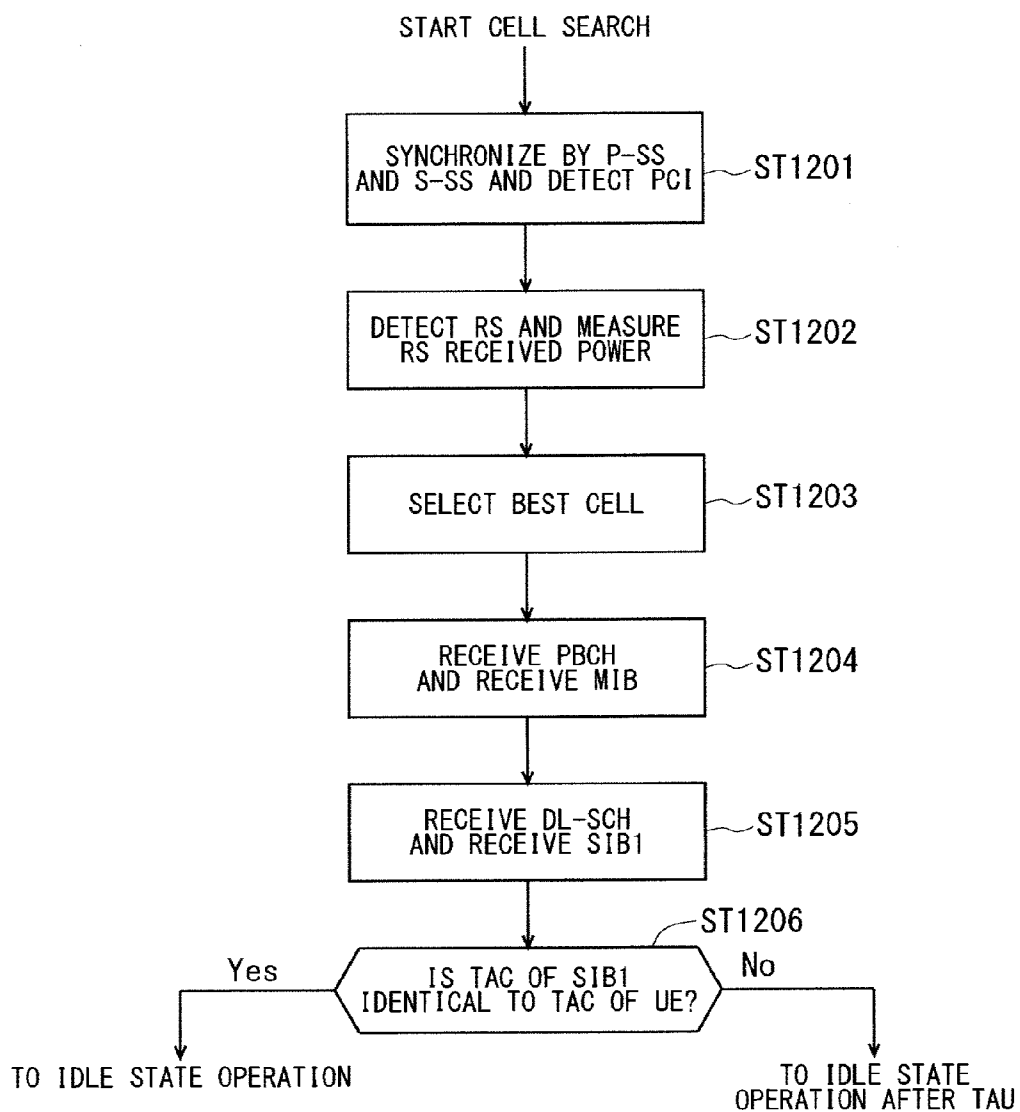 START CELL SEARCH
SYNCHRONIZE BY P-SS
AND S-SS AND DETECT PCI
ST1201
DETECT RS AND MEASURE
RS RECEIVED POWER
ST1202
SELECT BEST CELL
ST1203
RECEIVE PBCH
AND RECEIVE MIB
ST1204
RECEIVE DL-SCH
AND RECEIVE SIB1
ST1205
ST1206
IS TAC OF SIB1
IDENTICAL TO TAC OF UE?
Yes
No
TO IDLE STATE OPERATION
TO IDLE STATE
OPERATION AFTER TAU